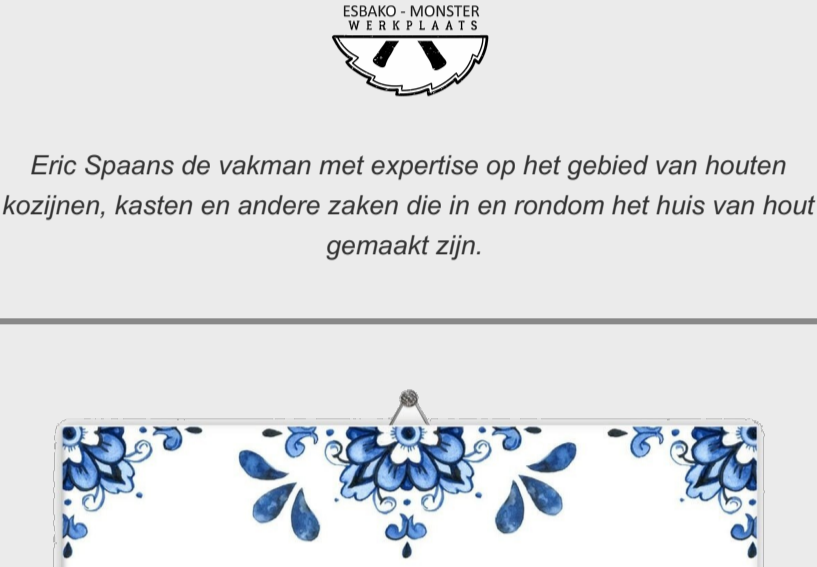 ESBAKO - MONSTER
WERKPLAATS
Eric Spaans de vakman met expertise op het gebied van houten
kozijnen, kasten en andere zaken die in en rondom het huis van hout
gemaakt zijn.